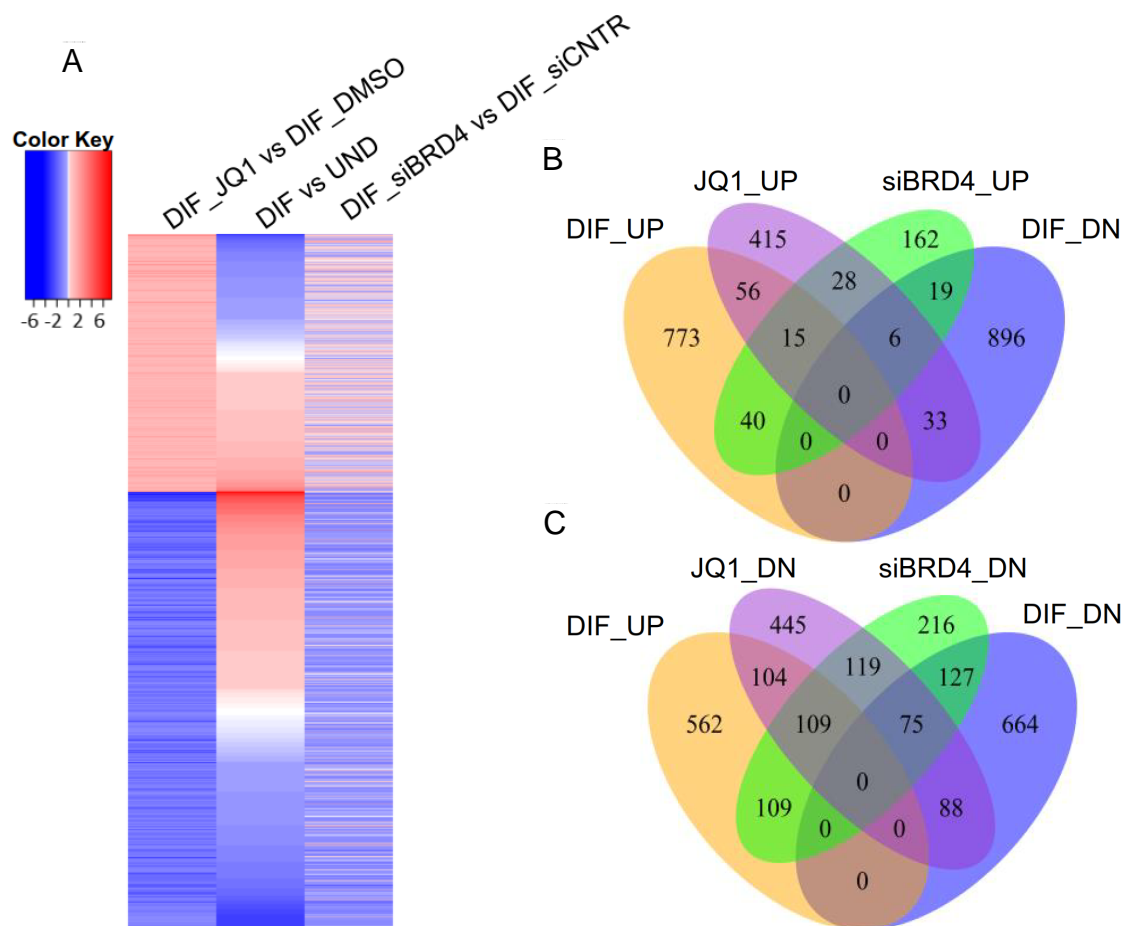 A
Color Key
-6 -2 2 6
DIF_JQ1 vs DIF_DMSO
DIF vs UND
DIF_siBRD4 vs DIF_siCNTR
B
JQ1_UP
siBRD4_UP
DIF_UP
DIF_DN
415
162
56
28
19
773
15
6
896
0
40
0
0
33
0
C
JQ1_DN
siBRD4_DN
DIF_UP
DIF_DN
445
216
104
119
127
562
109
75
664
0
109
0
0
88
0